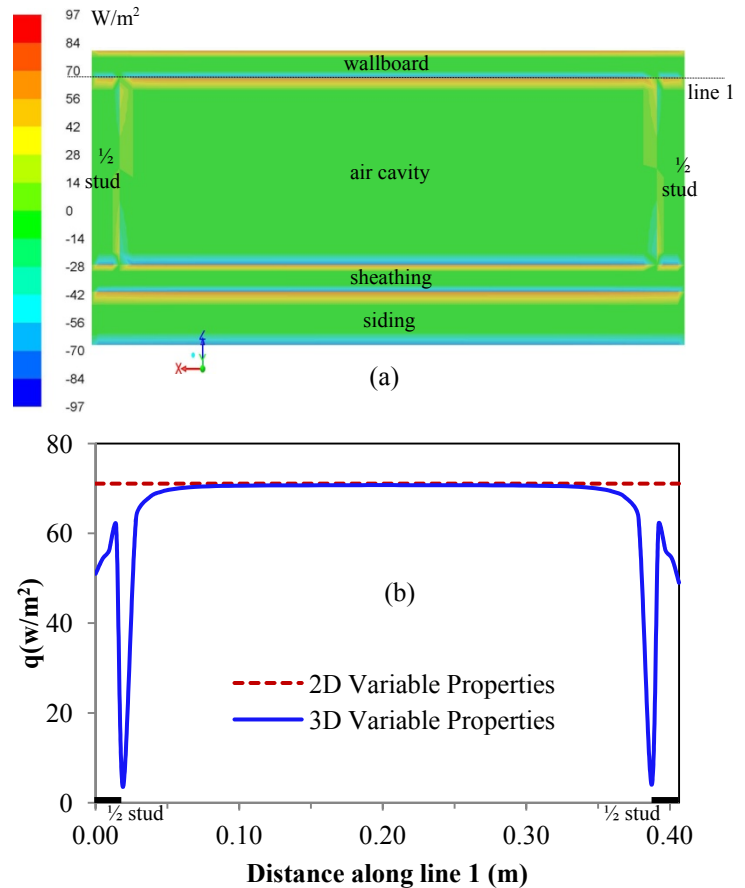 97
84
70
56
42
28
14
0
-14
-28
-42
-56
-70
-84
-97
W/m²
wallboard
line 1
½ stud
air cavity
½ stud
sheathing
siding
Z
X
(a)
80
60
40
20
0
q(w/m²)
(b)
2D Variable Properties
3D Variable Properties
½ stud
½ stud
0.00
0.10
0.20
0.30
0.40
Distance along line 1 (m)